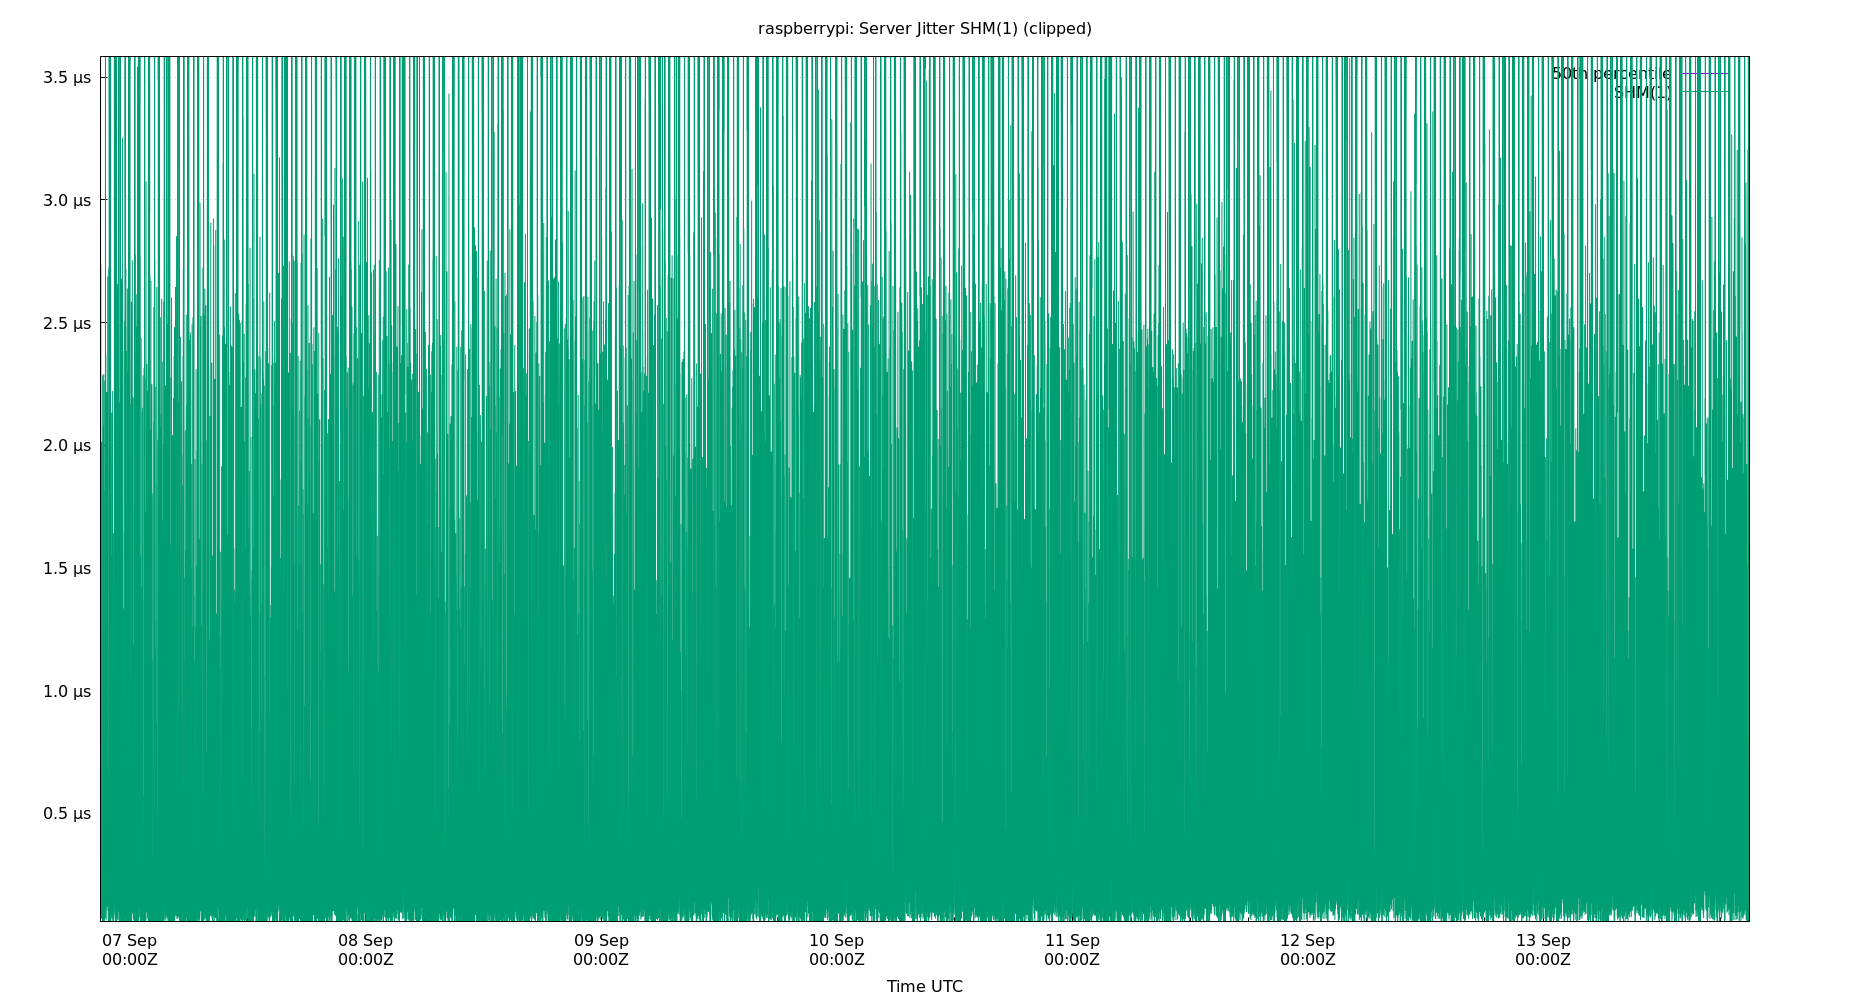 raspberrypi: Server Jitter SHM(1) (clipped)
50th percentile
SHM(1)
3.5 µs
3.0 µs
2.5 µs
2.0 µs
1.5 µs
1.0 µs
0.5 µs
07 Sep 08 Sep 09 Sep 10 Sep 11 Sep 12 Sep 13 Sep
00:00Z 00:00Z 00:00Z 00:00Z 00:00Z 00:00Z 00:00Z
Time UTC